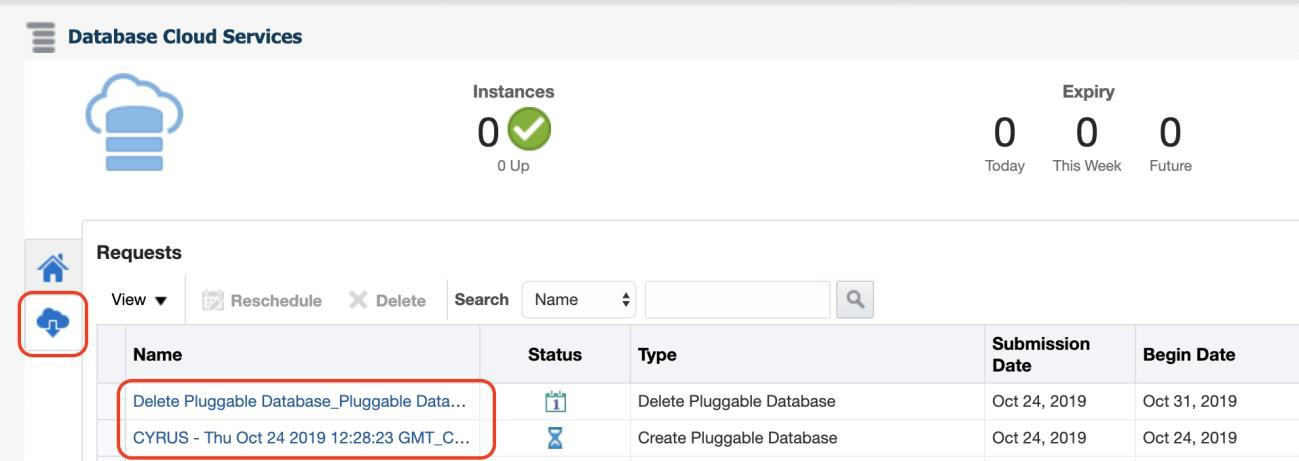 Database Cloud Services
Instances
Expiry
0
0 0 0
0 Up
Today This Week Future
Requests
View ▼ Reschedule Delete Search Name
Name Status Type Submission Date Begin Date
Delete Pluggable Database_Pluggable Data... 1 Delete Pluggable Database Oct 24, 2019 Oct 31, 2019
CYRUS - Thu Oct 24 2019 12:28:23 GMT_C... Create Pluggable Database Oct 24, 2019 Oct 24, 2019